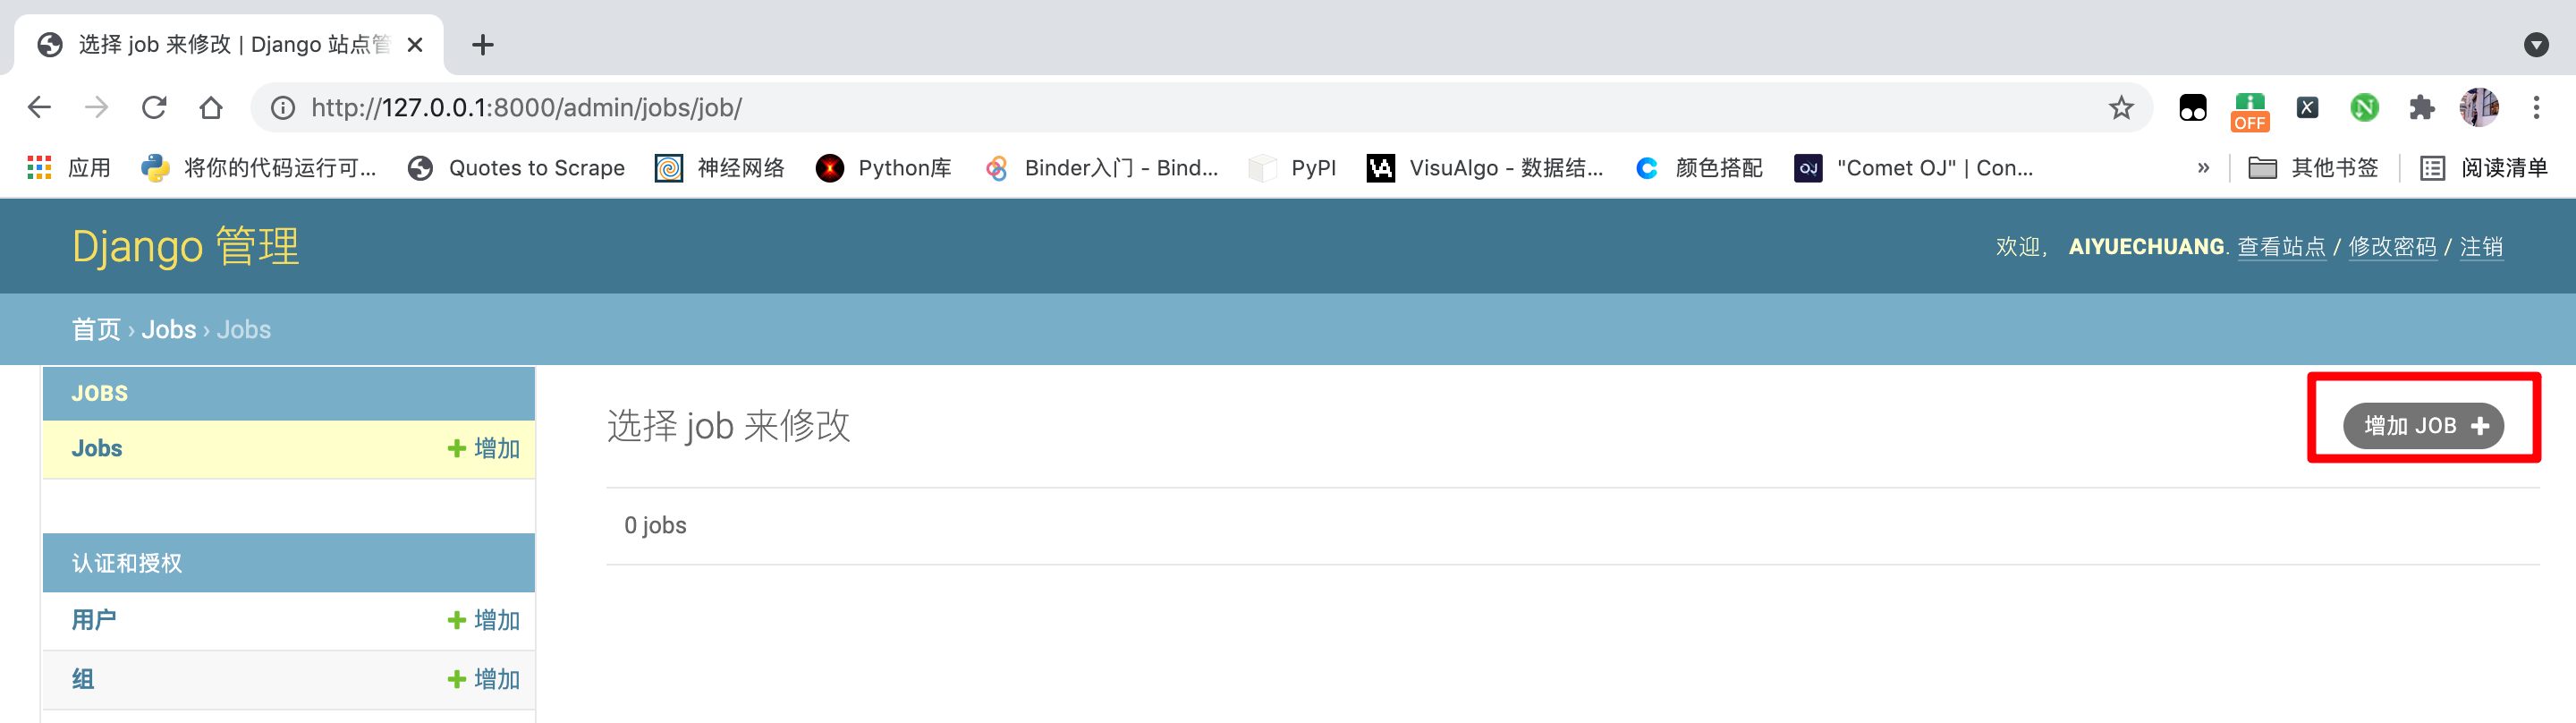 选择 job 来修改 | Django 站点管
http://127.0.0.1:8000/admin/jobs/job/
OFF
应用 将你的代码运行可... Quotes to Scrape 神经网络 Python库 Binder入门 - Bind... PyPI VisuAlgo - 数据结... OJ "Comet OJ" | Con... » 其他书签 阅读清单
Django 管理
欢迎, AIYUECHUANG. 查看站点 / 修改密码 / 注销
首页 › Jobs › Jobs
JOBS
Jobs + 增加
认证和授权
用户 + 增加
组 + 增加
选择 job 来修改
增加 JOB +
0 jobs